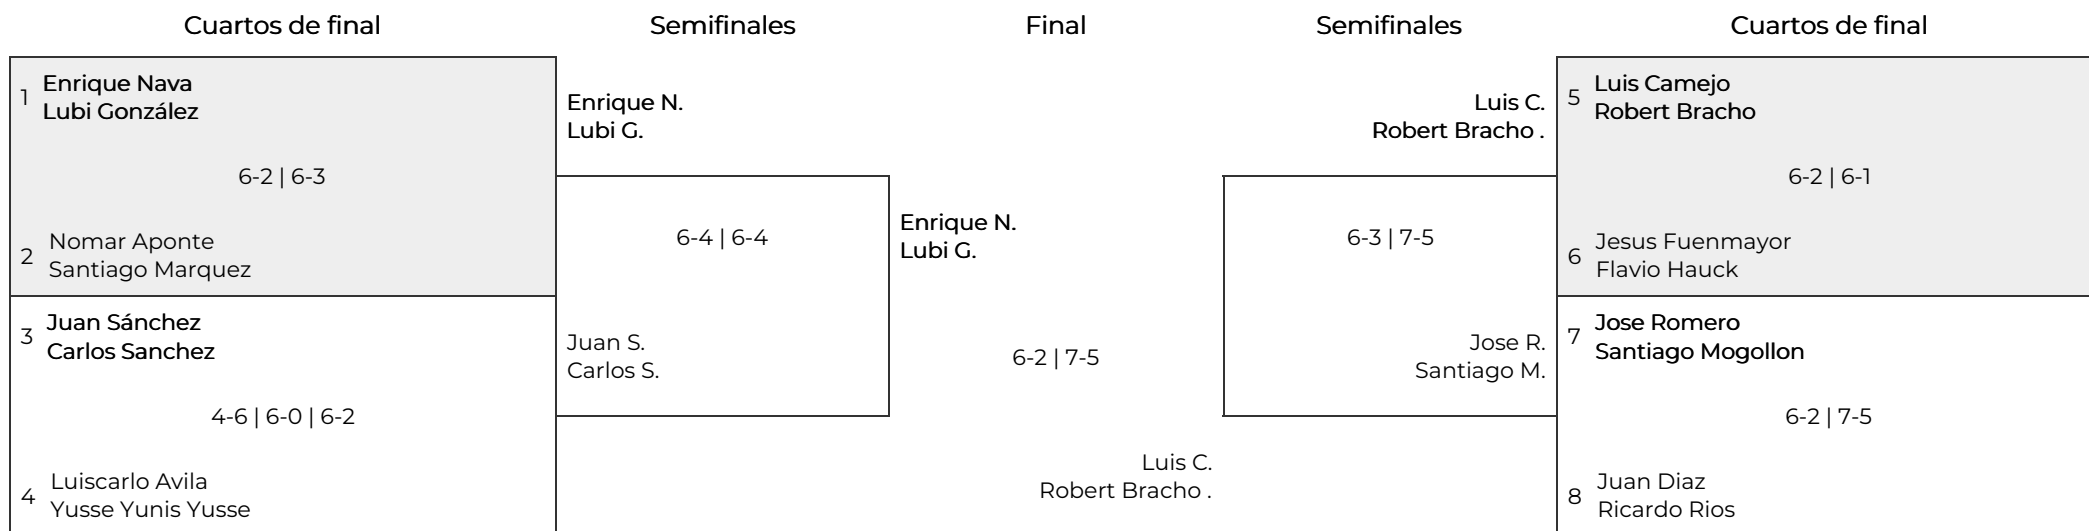 Cuartos de final
Semifinales
Final
Semifinales
Cuartos de final
1
Enrique Nava
Lubi González
6-2 | 6-3
2
Nomar Aponte
Santiago Marquez
3
Juan Sánchez
Carlos Sanchez
4-6 | 6-0 | 6-2
4
Luiscarlo Avila
Yusse Yunis Yusse
Enrique N.
Lubi G.
6-4 | 6-4
Juan S.
Carlos S.
Enrique N.
Lubi G.
6-2 | 7-5
Luis C.
Robert Bracho .
Luis C.
Robert Bracho .
6-3 | 7-5
Jose R.
Santiago M.
5
Luis Camejo
Robert Bracho
6-2 | 6-1
6
Jesus Fuenmayor
Flavio Hauck
7
Jose Romero
Santiago Mogollon
6-2 | 7-5
8
Juan Diaz
Ricardo Rios